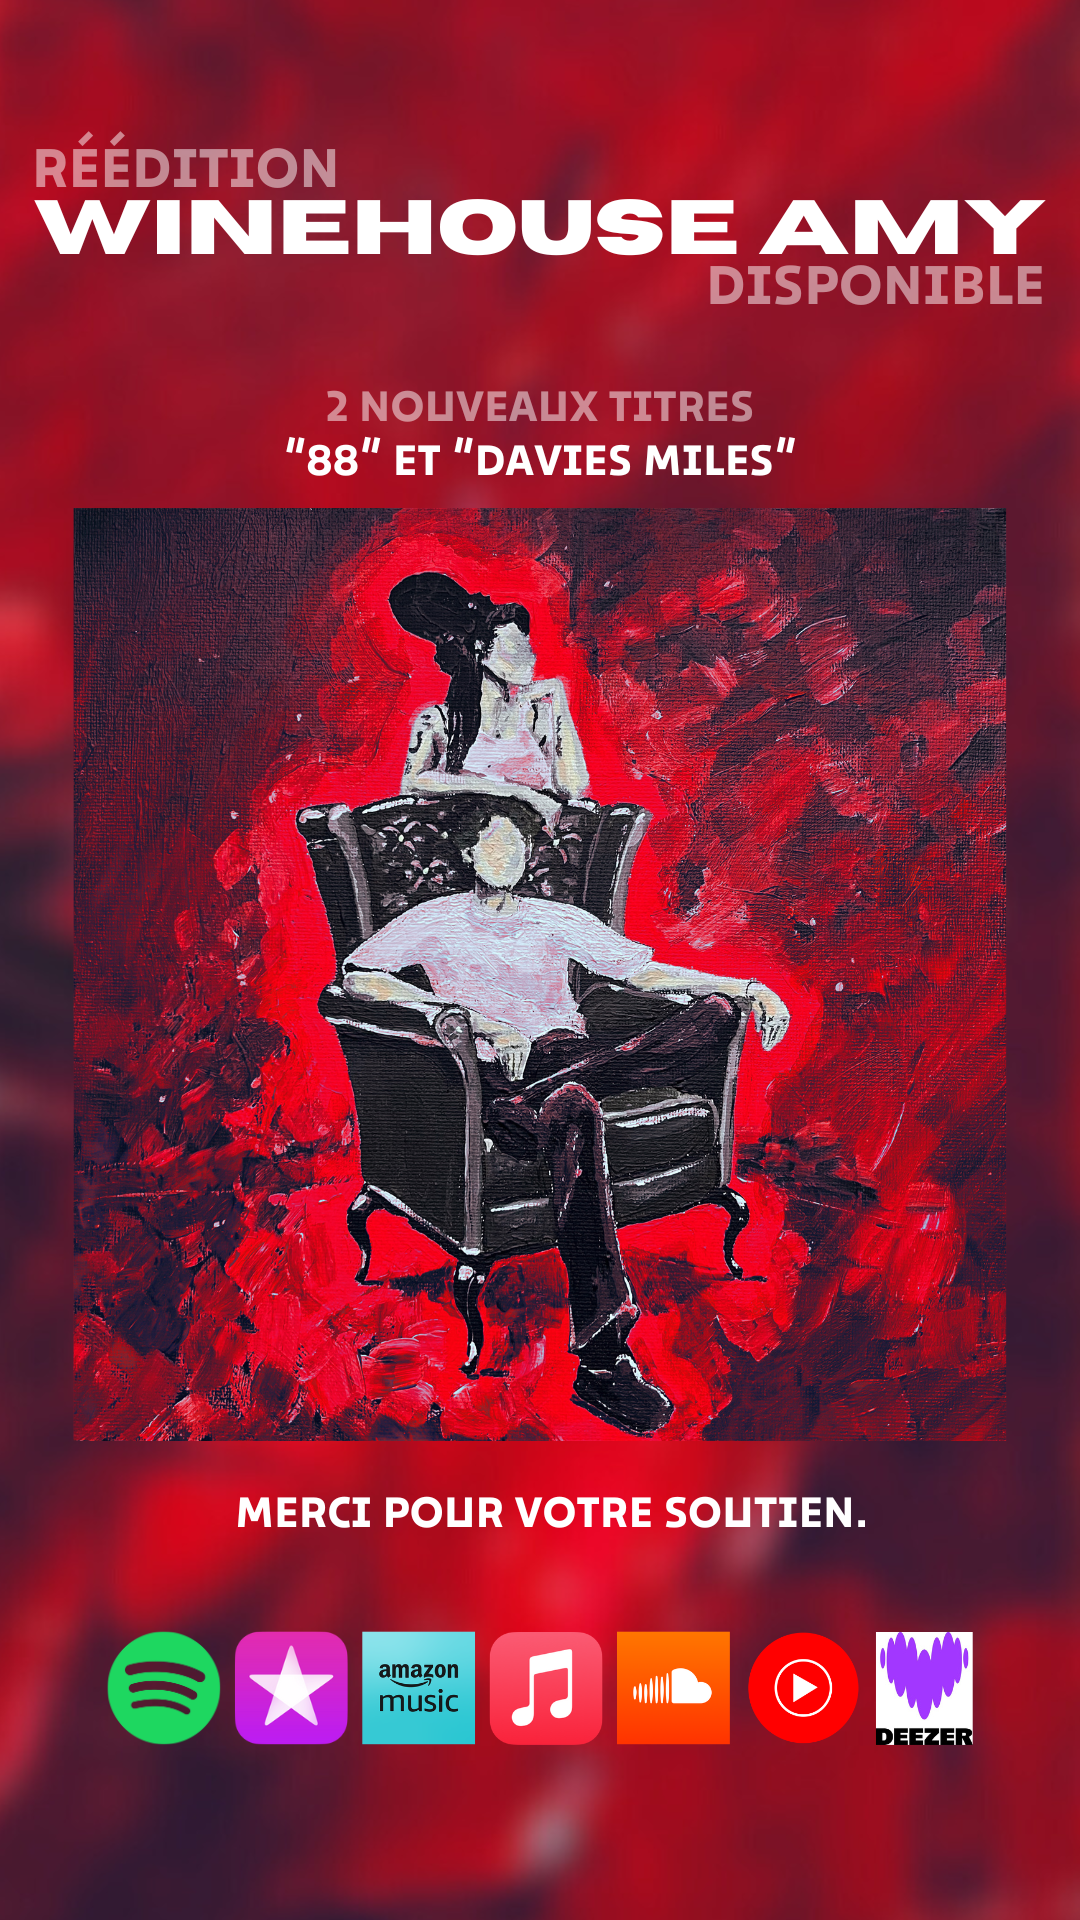 RÉÉDITION
WINEHOUSE AMY
DISPONIBLE
2 NOUVEAUX TITRES
"88" ET "DAVIES MILES"
MERCI POUR VOTRE SOUTIEN.
amazon
music
DEEZER